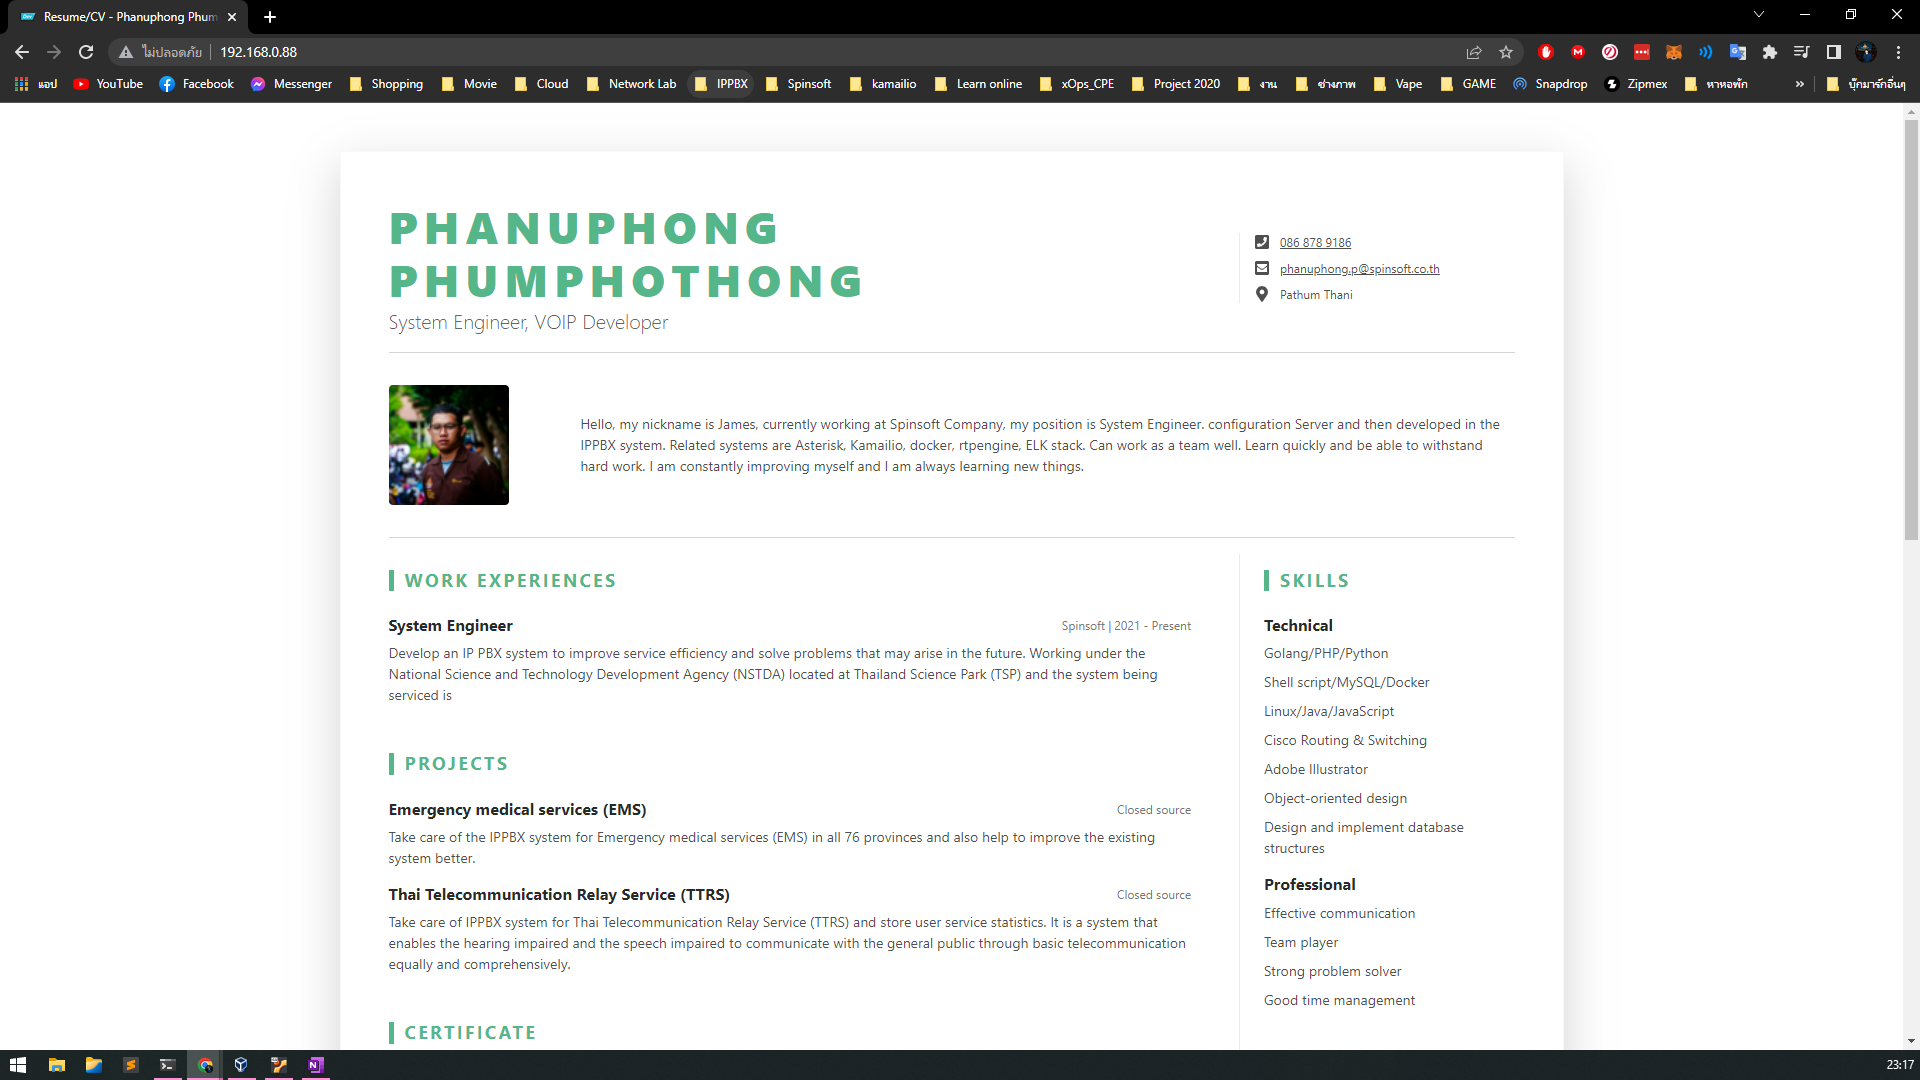 Resume/CV - Phanuphong Phum
ไม่ปลอดภัย
192.168.0.88
แอป
YouTube
Facebook
Messenger
Shopping
Movie
Cloud
Network Lab
IPPBX
Spinsoft
kamailio
Learn online
xOps_CPE
Project 2020
งาน
ช่างภาพ
Vape
GAME
Snapdrop
Zipmex
หาหอพัก
»
บุ๊กมาร์กอื่นๆ
PHANUPHONG
PHUMPHOTHONG
System Engineer, VOIP Developer
086 878 9186
phanuphong.p@spinsoft.co.th
Pathum Thani
Hello, my nickname is James, currently working at Spinsoft Company, my position is System Engineer. configuration Server and then developed in the
IPPBX system. Related systems are Asterisk, Kamailio, docker, rtpengine, ELK stack. Can work as a team well. Learn quickly and be able to withstand
hard work. I am constantly improving myself and I am always learning new things.
WORK EXPERIENCES
System Engineer
Spinsoft | 2021 - Present
Develop an IP PBX system to improve service efficiency and solve problems that may arise in the future. Working under the
National Science and Technology Development Agency (NSTDA) located at Thailand Science Park (TSP) and the system being
serviced is
PROJECTS
Emergency medical services (EMS)
Closed source
Take care of the IPPBX system for Emergency medical services (EMS) in all 76 provinces and also help to improve the existing
system better.
Thai Telecommunication Relay Service (TTRS)
Closed source
Take care of IPPBX system for Thai Telecommunication Relay Service (TTRS) and store user service statistics. It is a system that
enables the hearing impaired and the speech impaired to communicate with the general public through basic telecommunication
equally and comprehensively.
CERTIFICATE
SKILLS
Technical
Golang/PHP/Python
Shell script/MySQL/Docker
Linux/Java/JavaScript
Cisco Routing & Switching
Adobe Illustrator
Object-oriented design
Design and implement database
structures
Professional
Effective communication
Team player
Strong problem solver
Good time management
23:17